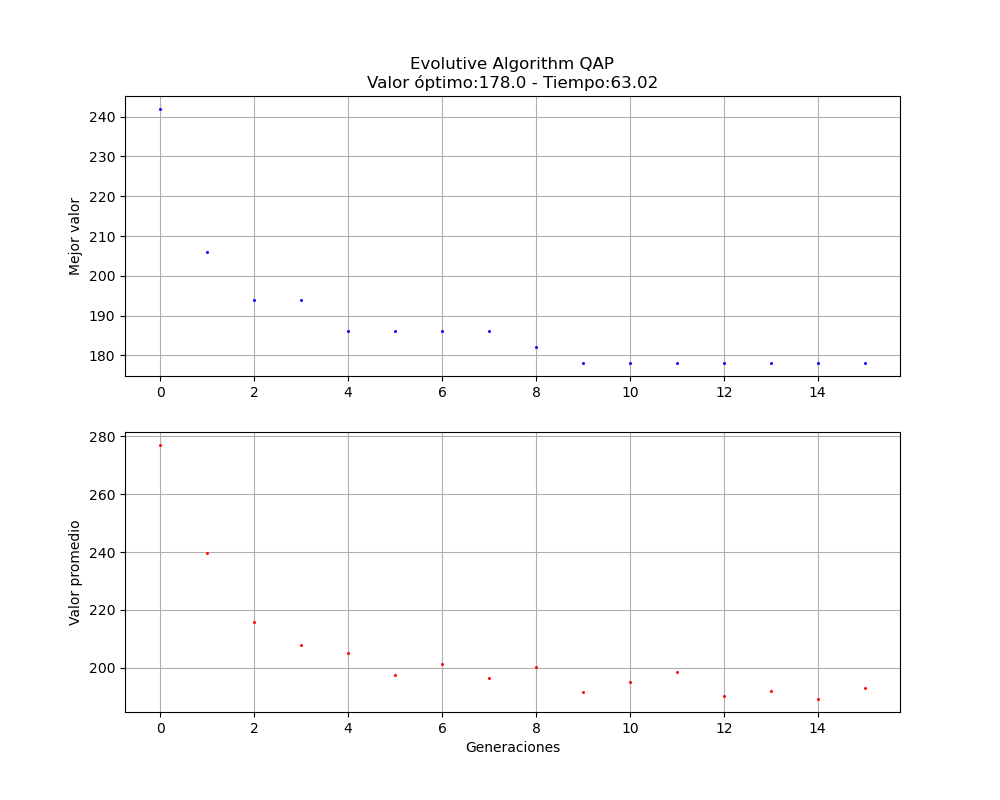 Evolutive Algorithm QAP
Valor óptimo:178.0 - Tiempo:63.02
240
230
220
210
200
190
180
Mejor valor
0 2 4 6 8 10 12 14
280
260
240
220
200
Valor promedio
0 2 4 6 8 10 12 14
Generaciones